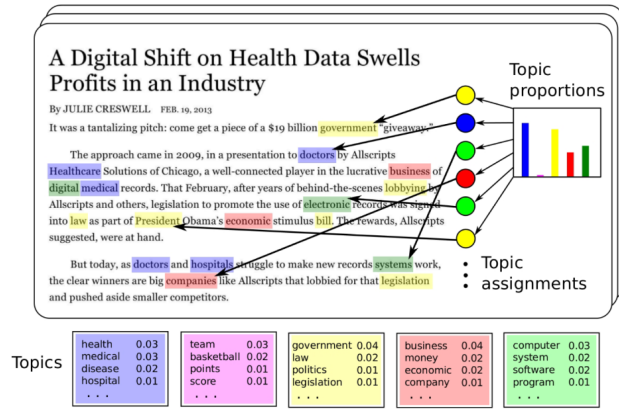 A Digital Shift on Health Data Swells
Profits in an Industry
By JULIE CRESWELL FEB. 19, 2013
It was a tantalizing pitch: come get a piece of a $19 billion government "giveaway."
The approach came in 2009, in a presentation to doctors by Allscripts
Healthcare Solutions of Chicago, a well-connected player in the lucrative business of
digital medical records. That February, after years of behind-the-scenes lobbying by
Allscripts and others, legislation to promote the use of electronic records was signed
into law as part of President Obama's economic stimulus bill. The rewards, Allscripts
suggested, were at hand.
But today, as doctors and hospitals struggle to make new records systems work,
the clear winners are big companies like Allscripts that lobbied for that legislation
and pushed aside smaller competitors.
Topic
proportions
Topic
assignments
Topics
health 0.03
medical 0.03
disease 0.02
hospital 0.01
. . .
team 0.03
basketball 0.02
points 0.01
score 0.01
. . .
government 0.04
law 0.02
politics 0.01
legislation 0.01
. . .
business 0.04
money 0.02
economic 0.02
company 0.01
. . .
computer 0.03
system 0.02
software 0.02
program 0.01
. . .